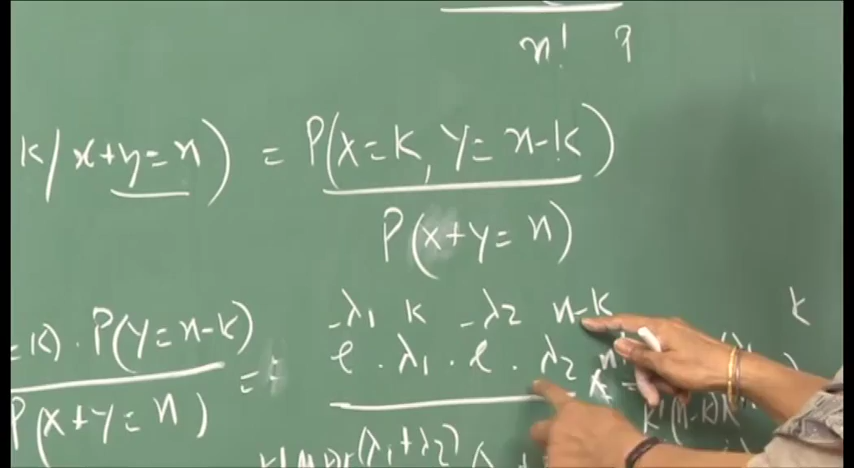 n! ?
k/x+y=n) = P(x=k, y=n-k)
P(x+y=n)
=k). P(y=n-k) = e^{-λ1} . λ1^{k} . e^{-λ2} . λ2^{n-k}
P(x+y=n)
(λ1+λ2)
k
k!(n-k)!